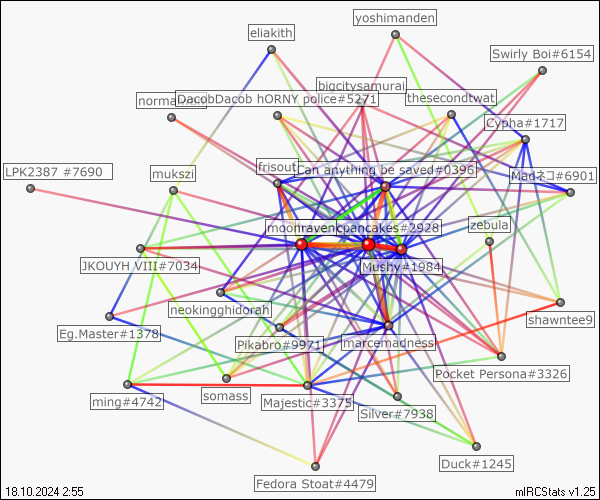 yoshimanden
eliakith
Swirly Boi#6154
bigcitysamurai
DacobDacob hORNY police#5271
thesecondtwat
Cypha#1717
frisout
Can anything be saved#0396
Madネコ#6901
LPK2387 #7690
mukszi
moonravencpancakes#2928
zebula
JKOUYH VIII#7034
Mushy#1984
neokingghidorah
shawntee9
Eg.Master#1378
Pikabro#9971
marcemadness
Pocket Persona#3326
ming#4742
somass
Majestic#3375
Silver#7938
Duck#1245
Fedora Stoat#4479
18.10.2024 2:55
mIRCStats v1.25